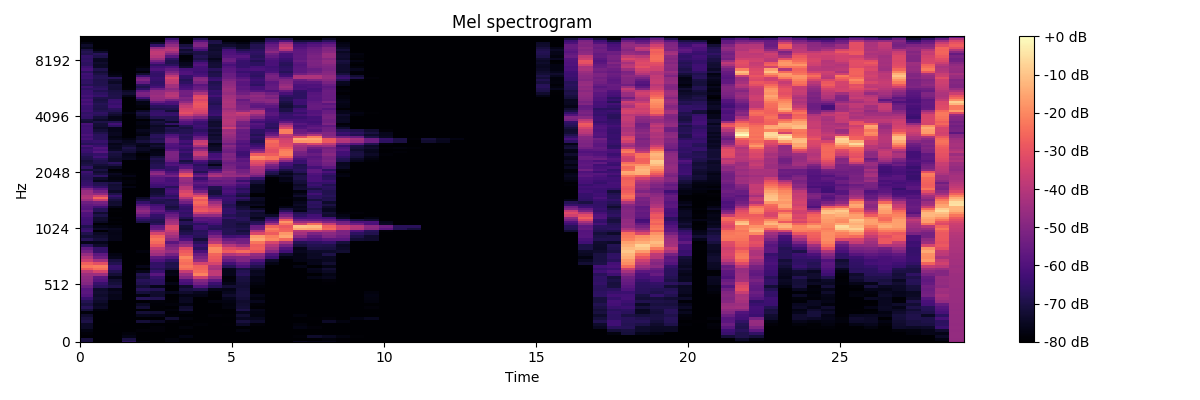 Mel spectrogram
8192
4096
2048
1024
512
0
Hz
0 5 10 15 20 25
Time
+0 dB
-10 dB
-20 dB
-30 dB
-40 dB
-50 dB
-60 dB
-70 dB
-80 dB